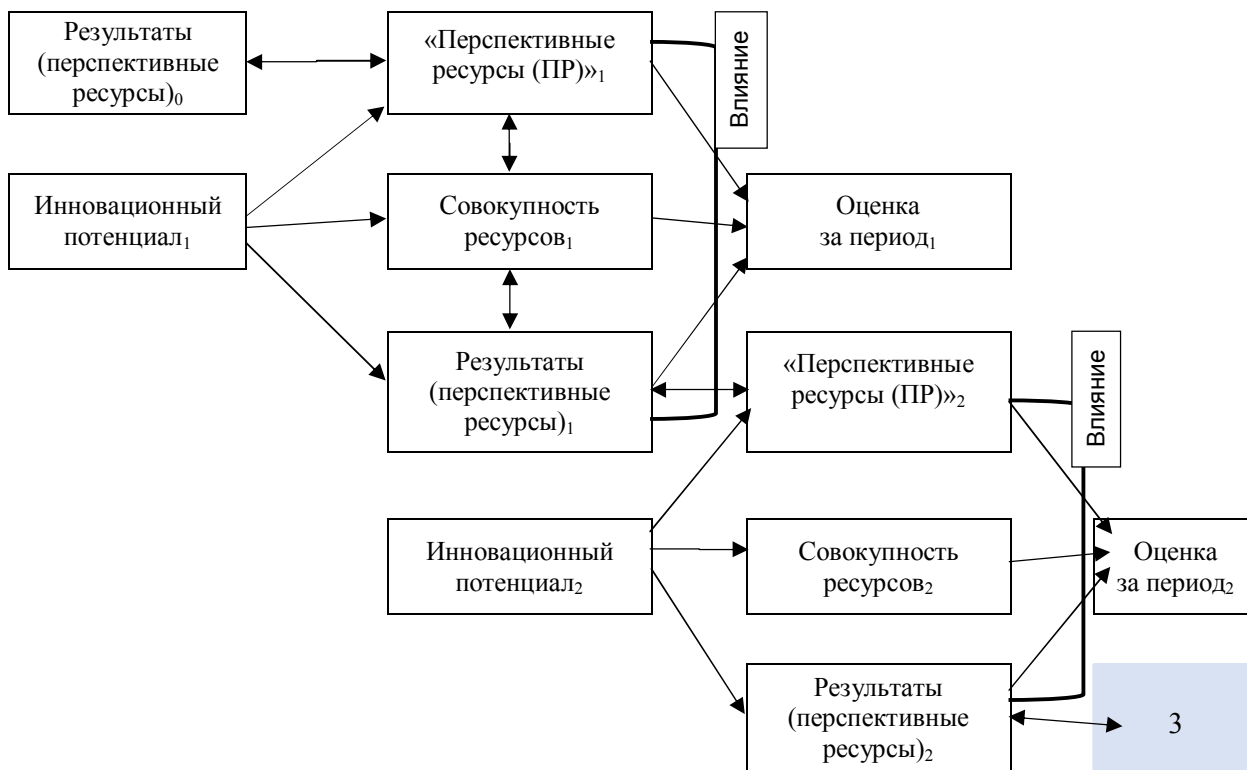 Результаты
(перспективные
ресурсы)₀
«Перспективные
ресурсы (ПР)»₁
Влияние
Инновационный
потенциал₁
Совокупность
ресурсов₁
Оценка
за период₁
Результаты
(перспективные
ресурсы)₁
«Перспективные
ресурсы (ПР)»₂
Влияние
Инновационный
потенциал₂
Совокупность
ресурсов₂
Оценка
за период₂
Результаты
(перспективные
ресурсы)₂
3